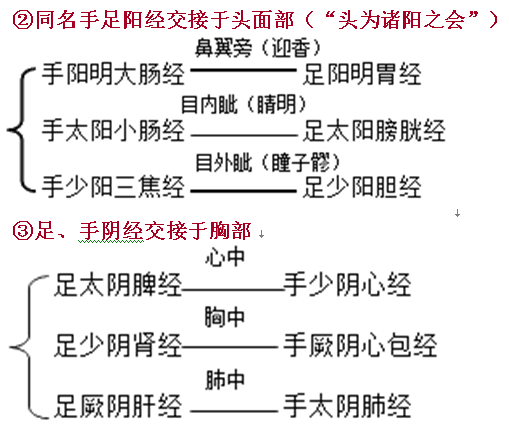 ②同名手足阳经交接于头面部（“头为诸阳之会”）
鼻翼旁（迎香）
手阳明大肠经 足阳明胃经
目内眦（睛明）
手太阳小肠经 足太阳膀胱经
目外眦（瞳子髎）
手少阳三焦经 足少阳胆经
③足、手阴经交接于胸部
心中
足太阴脾经 手少阴心经
胸中
足少阴肾经 手厥阴心包经
肺中
足厥阴肝经 手太阴肺经